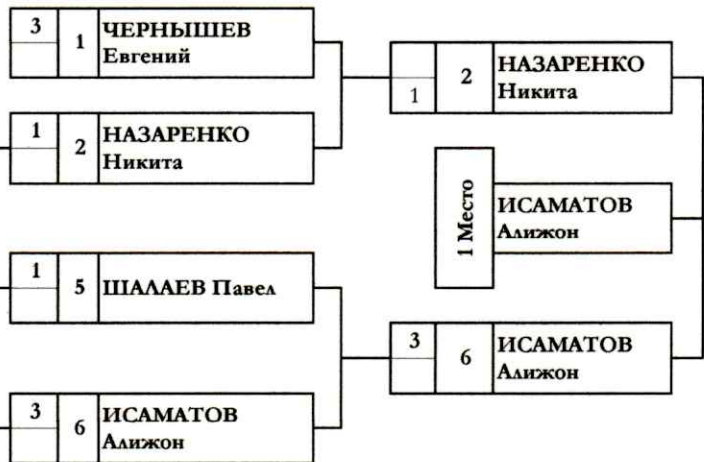 3
1
ЧЕРНЫШЕВ
Евгений
1
2
НАЗАРЕНКО
Никита
1
5
ШАЛАЕВ Павел
3
6
ИСАМАТОВ
Алижон
1
2
НАЗАРЕНКО
Никита
1 Место
ИСАМАТОВ
Алижон
3
6
ИСАМАТОВ
Алижон